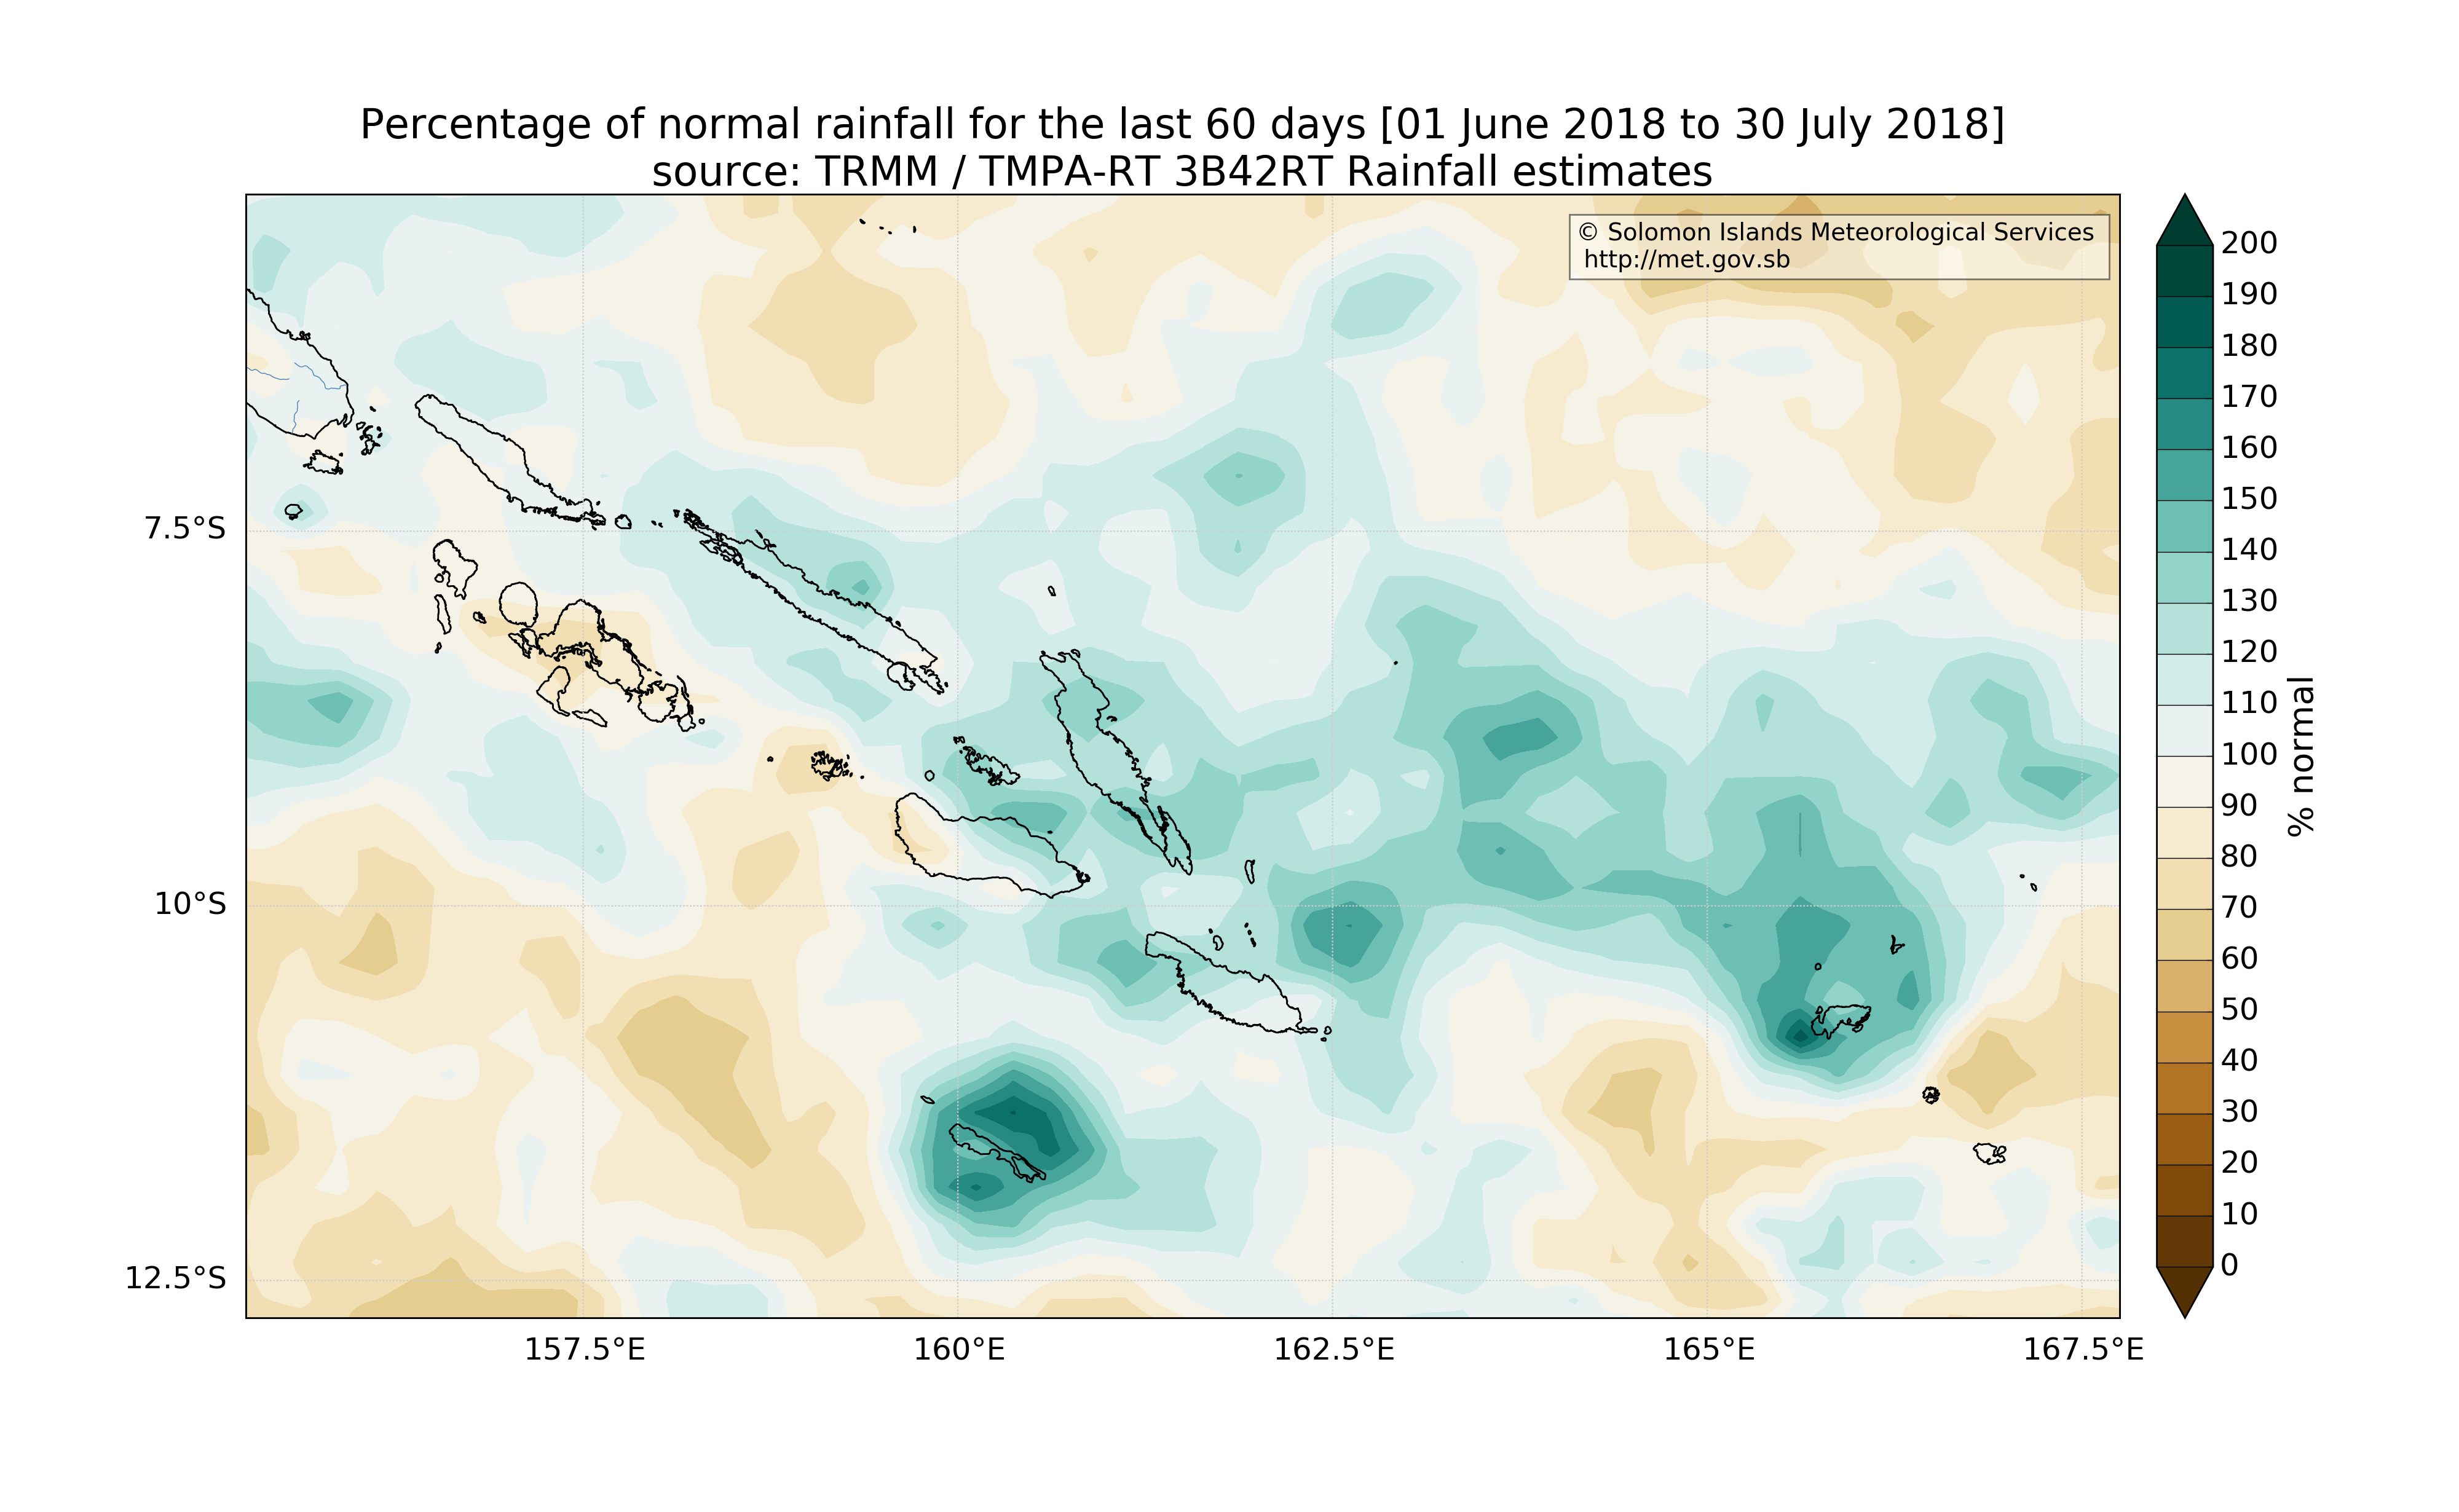 Percentage of normal rainfall for the last 60 days [01 June 2018 to 30 July 2018]
source: TRMM / TMPA-RT 3B42RT Rainfall estimates
© Solomon Islands Meteorological Services
http://met.gov.sb
7.5°S
10°S
12.5°S
157.5°E
160°E
162.5°E
165°E
167.5°E
200
190
180
170
160
150
140
130
120
110
100
90
80
70
60
50
40
30
20
10
0
% normal